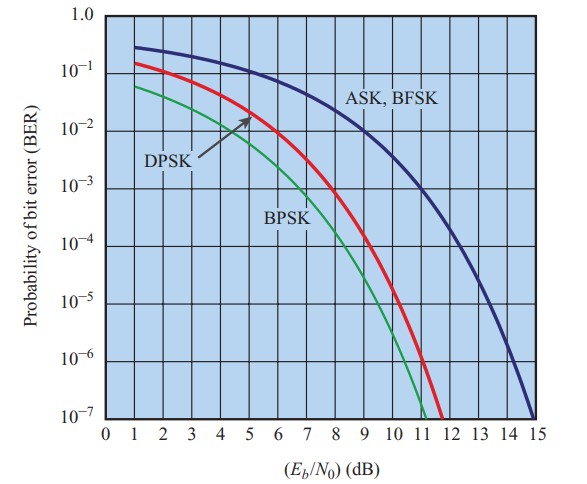 Probability of bit error (BER)
1.0
10⁻¹
10⁻²
10⁻³
10⁻⁴
10⁻⁵
10⁻⁶
10⁻⁷
ASK, BFSK
DPSK
BPSK
0 1 2 3 4 5 6 7 8 9 10 11 12 13 14 15
(E_b/N_0) (dB)